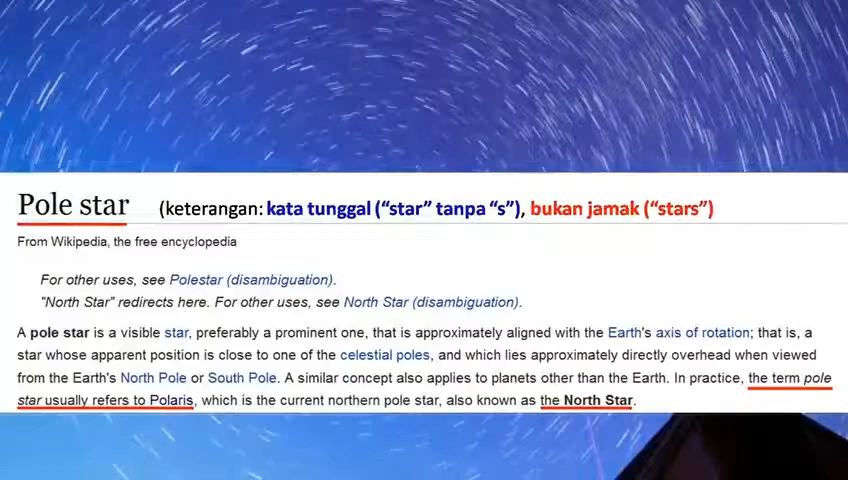 Pole star (keterangan: kata tunggal (“star” tanpa “s”), bukan jamak (“stars”)
From Wikipedia, the free encyclopedia
For other uses, see Polestar (disambiguation).
"North Star" redirects here. For other uses, see North Star (disambiguation).
A pole star is a visible star, preferably a prominent one, that is approximately aligned with the Earth's axis of rotation; that is, a
star whose apparent position is close to one of the celestial poles, and which lies approximately directly overhead when viewed
from the Earth's North Pole or South Pole. A similar concept also applies to planets other than the Earth. In practice, the term pole
star usually refers to Polaris, which is the current northern pole star, also known as the North Star.